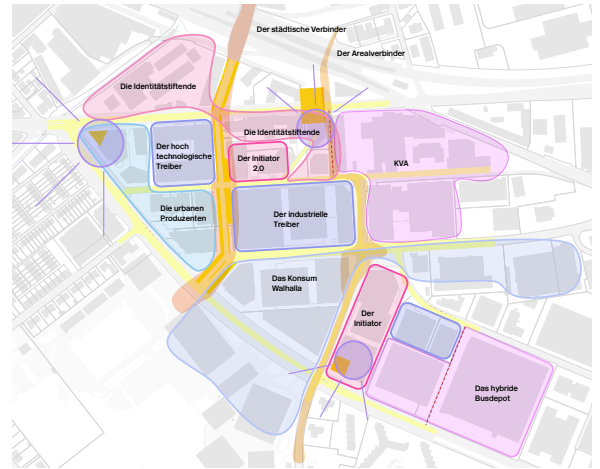 Der städtische Verbinder
Der Arealverbinder
Die Identitätstiftende
Die Identitätstiftende
Der hoch
technologische
Treiber
Der Initiator
2.0
KVA
Die urbanen
Produzenten
Der industrielle
Treiber
Das Konsum
Walhalla
Der
Initiator
Das hybride
Busdepot